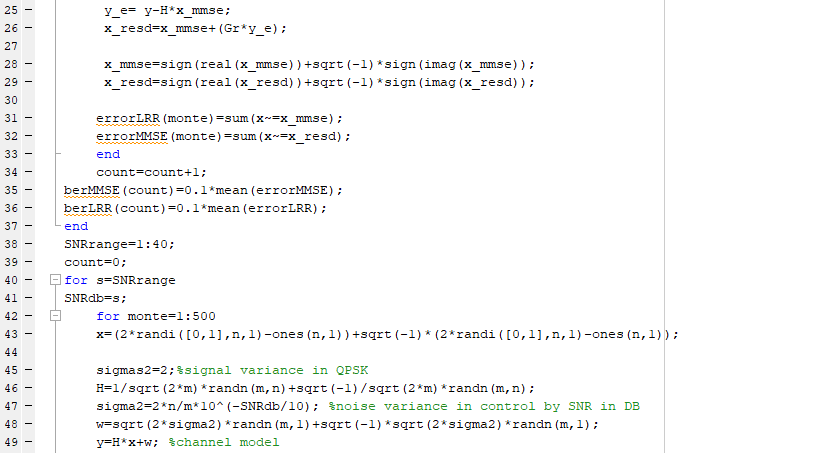 25 – y_e= y-H*x_mmse;
26 – x_resd=x_mmse+(Gr*y_e);
27
28 – x_mmse=sign(real(x_mmse))+sqrt(-1)*sign(imag(x_mmse));
29 – x_resd=sign(real(x_resd))+sqrt(-1)*sign(imag(x_resd));
30
31 – errorLRR(monte)=sum(x~=x_mmse);
32 – errorMMSE(monte)=sum(x~=x_resd);
33 – end
34 – count=count+1;
35 – berMMSE(count)=0.1*mean(errorMMSE);
36 – berLRR(count)=0.1*mean(errorLRR);
37 – end
38 – SNRrange=1:40;
39 – count=0;
40 – for s=SNRrange
41 – SNRdb=s;
42 – for monte=1:500
43 – x=(2*randi([0,1],n,1)-ones(n,1))+sqrt(-1)*(2*randi([0,1],n,1)-ones(n,1));
44
45 – sigmas2=2;%signal variance in QPSK
46 – H=1/sqrt(2*m)*randn(m,n)+sqrt(-1)/sqrt(2*m)*randn(m,n);
47 – sigma2=2*n/m*10^(-SNRdb/10); %noise variance in control by SNR in DB
48 – w=sqrt(2*sigma2)*randn(m,1)+sqrt(-1)*sqrt(2*sigma2)*randn(m,1);
49 – y=H*x+w; %channel model